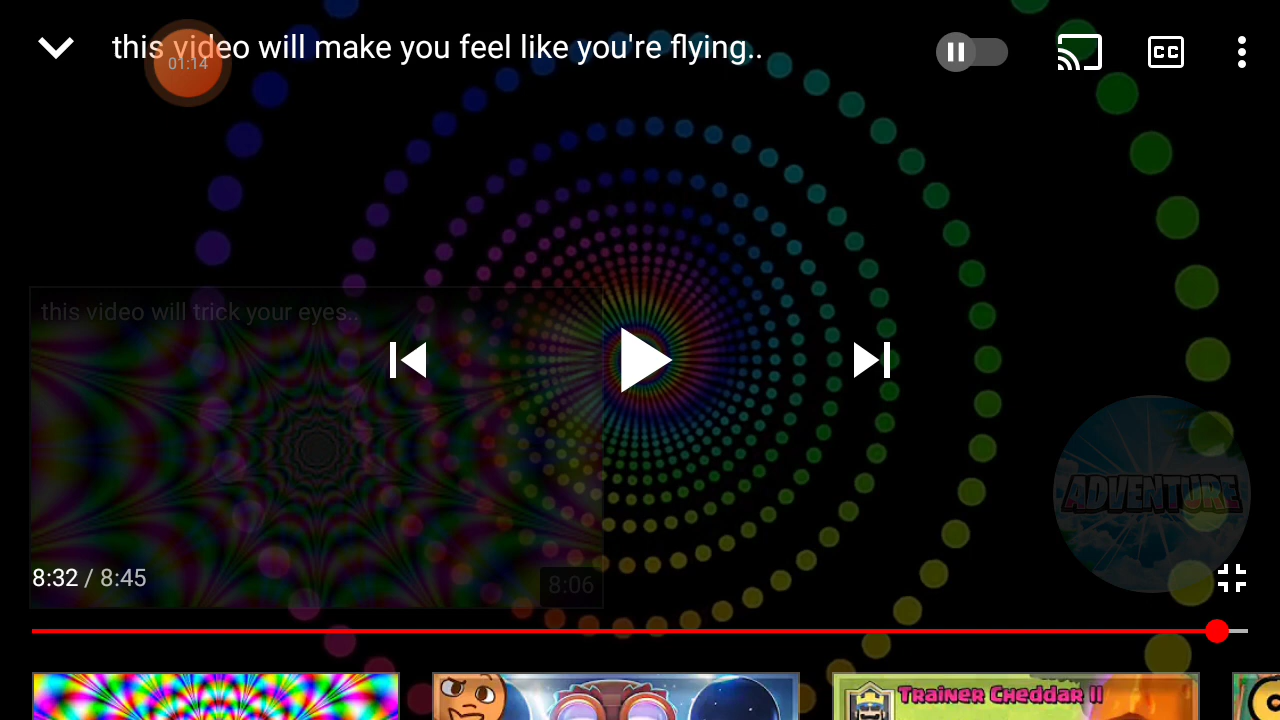 this video will make you feel like you're flying..
01:14
CC
this video will trick your eyes..
ADVENTURE
8:32 / 8:45
8:06
Trainer Cheddar II